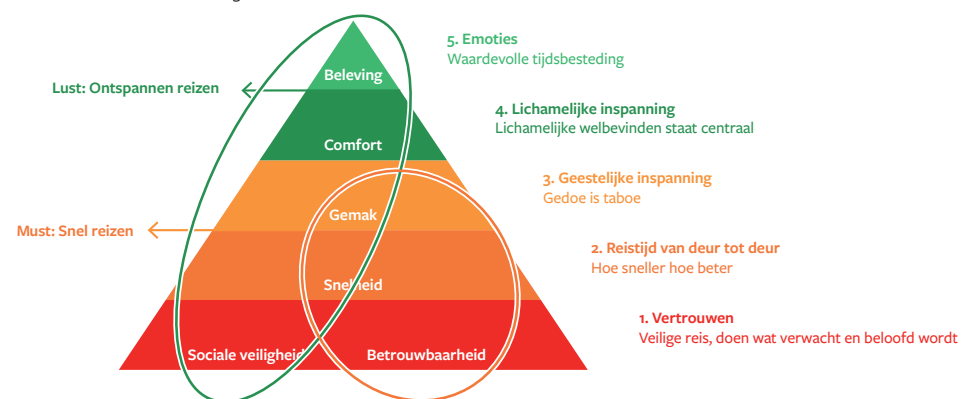 5. Emoties
Waardevolle tijdsbesteding
Beleving
Lust: Ontspannen reizen
4. Lichamelijke inspanning
Lichamelijke welbevinden staat centraal
Comfort
3. Geestelijke inspanning
Gedoe is taboe
Gemak
Must: Snel reizen
2. Reistijd van deur tot deur
Hoe sneller hoe beter
Snelheid
1. Vertrouwen
Veilige reis, doen wat verwacht en beloofd wordt
Sociale veiligheid
Betrouwbaarheid